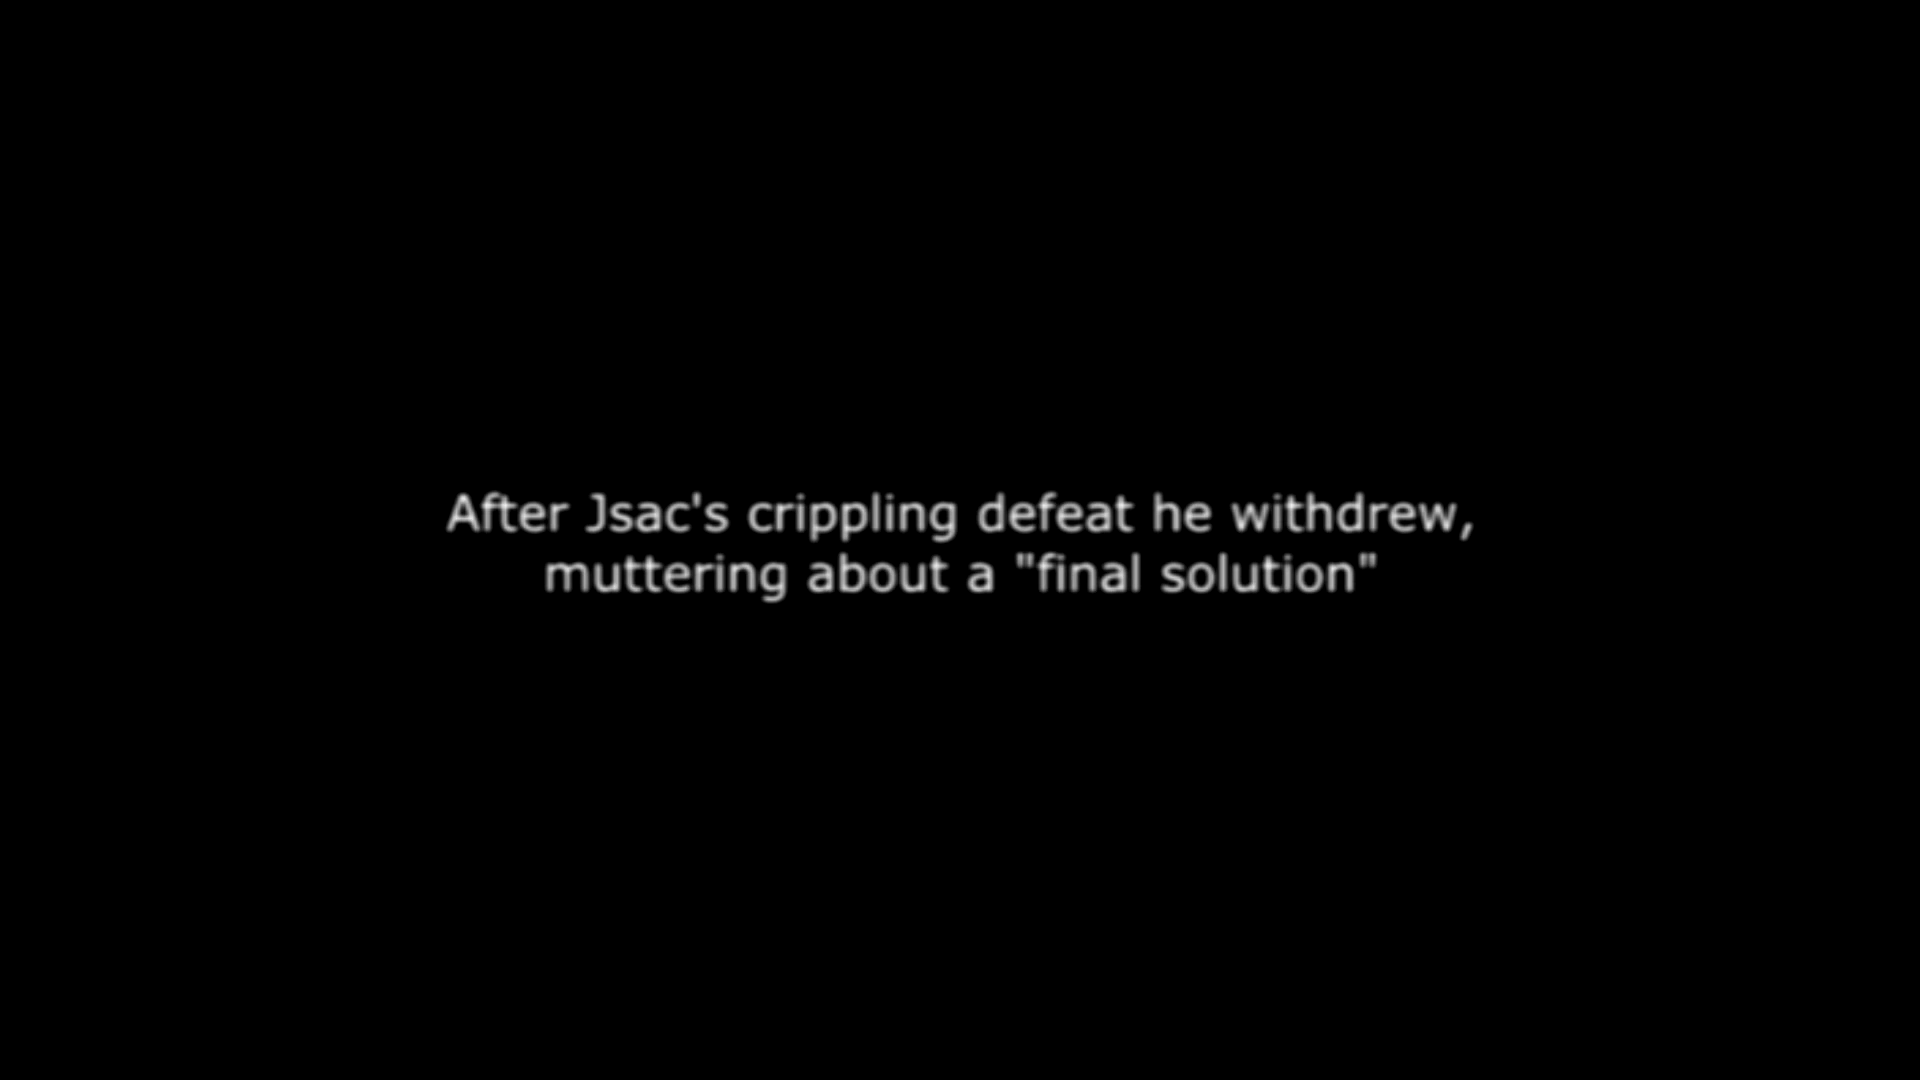 After Jsac's crippling defeat he withdrew,
muttering about a "final solution"